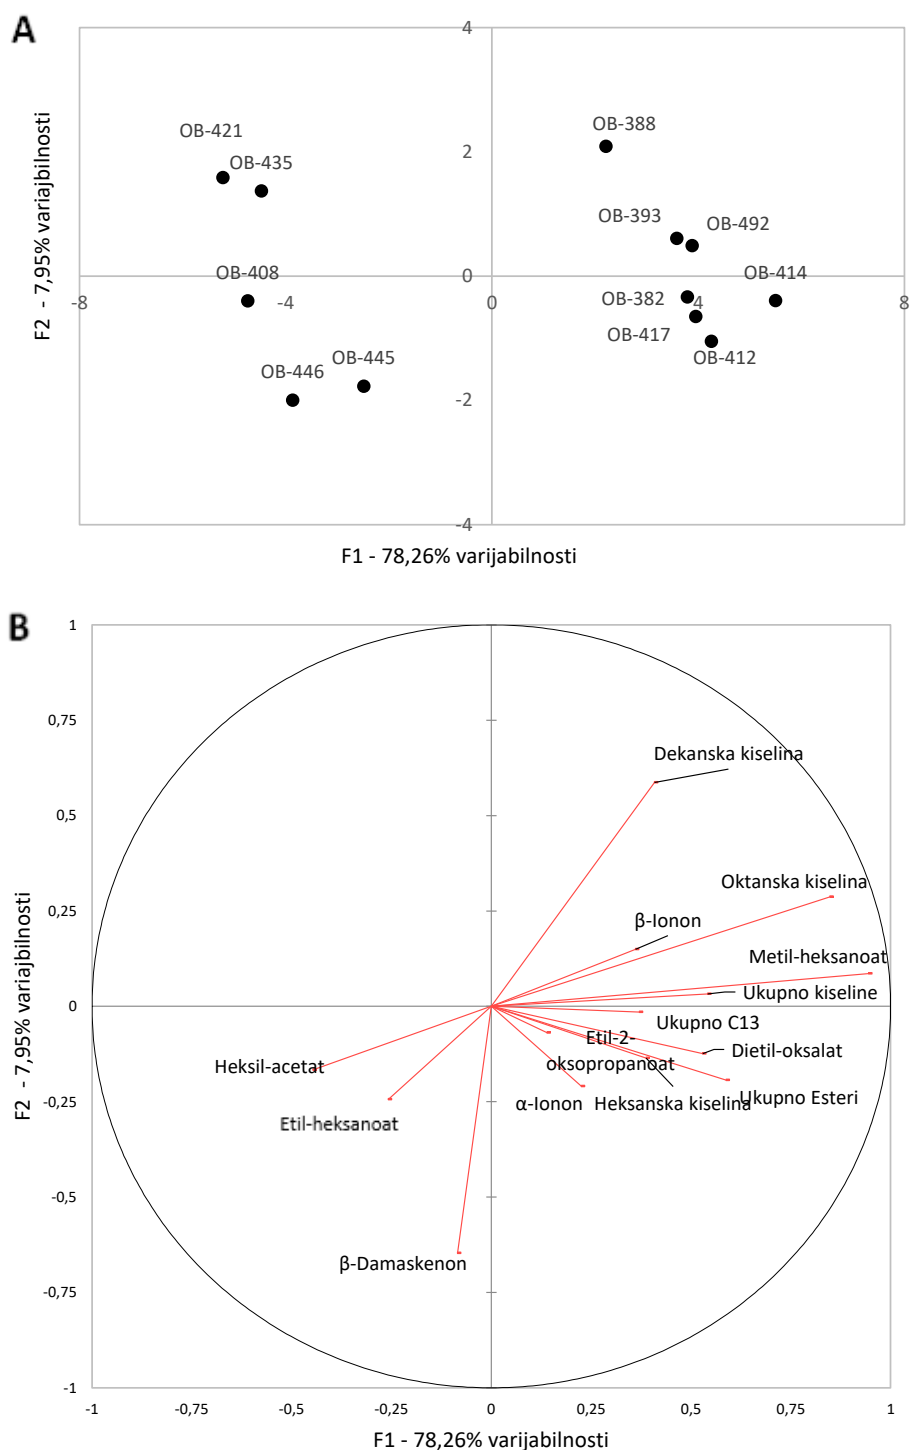 A
4
OB-388
OB-421
2
OB-435
OB-393
OB-492
0
OB-408
OB-414
-8
-4
0
OB-382
4
8
OB-417
OB-412
OB-445
OB-446
-2
-4
F2 - 7,95% variajbilnosti
F1 - 78,26% varijabilnosti
B
1
0,75
Dekanska kiselina
0,5
Oktanska kiselina
0,25
β-Ionon
Metil-heksanoat
Ukupno kiseline
0
Ukupno C13
Etil-2-
oksopropanoat
Dietil-oksalat
Heksil-acetat
α-Ionon
Heksanska kiselina
Ukupno Esteri
-0,25
Etil-heksanoat
-0,5
β-Damaskenon
-0,75
-1
F2 - 7,95% variajbilnosti
-1
-0,75
-0,5
-0,25
0
0,25
0,5
0,75
1
F1 - 78,26% varijabilnosti